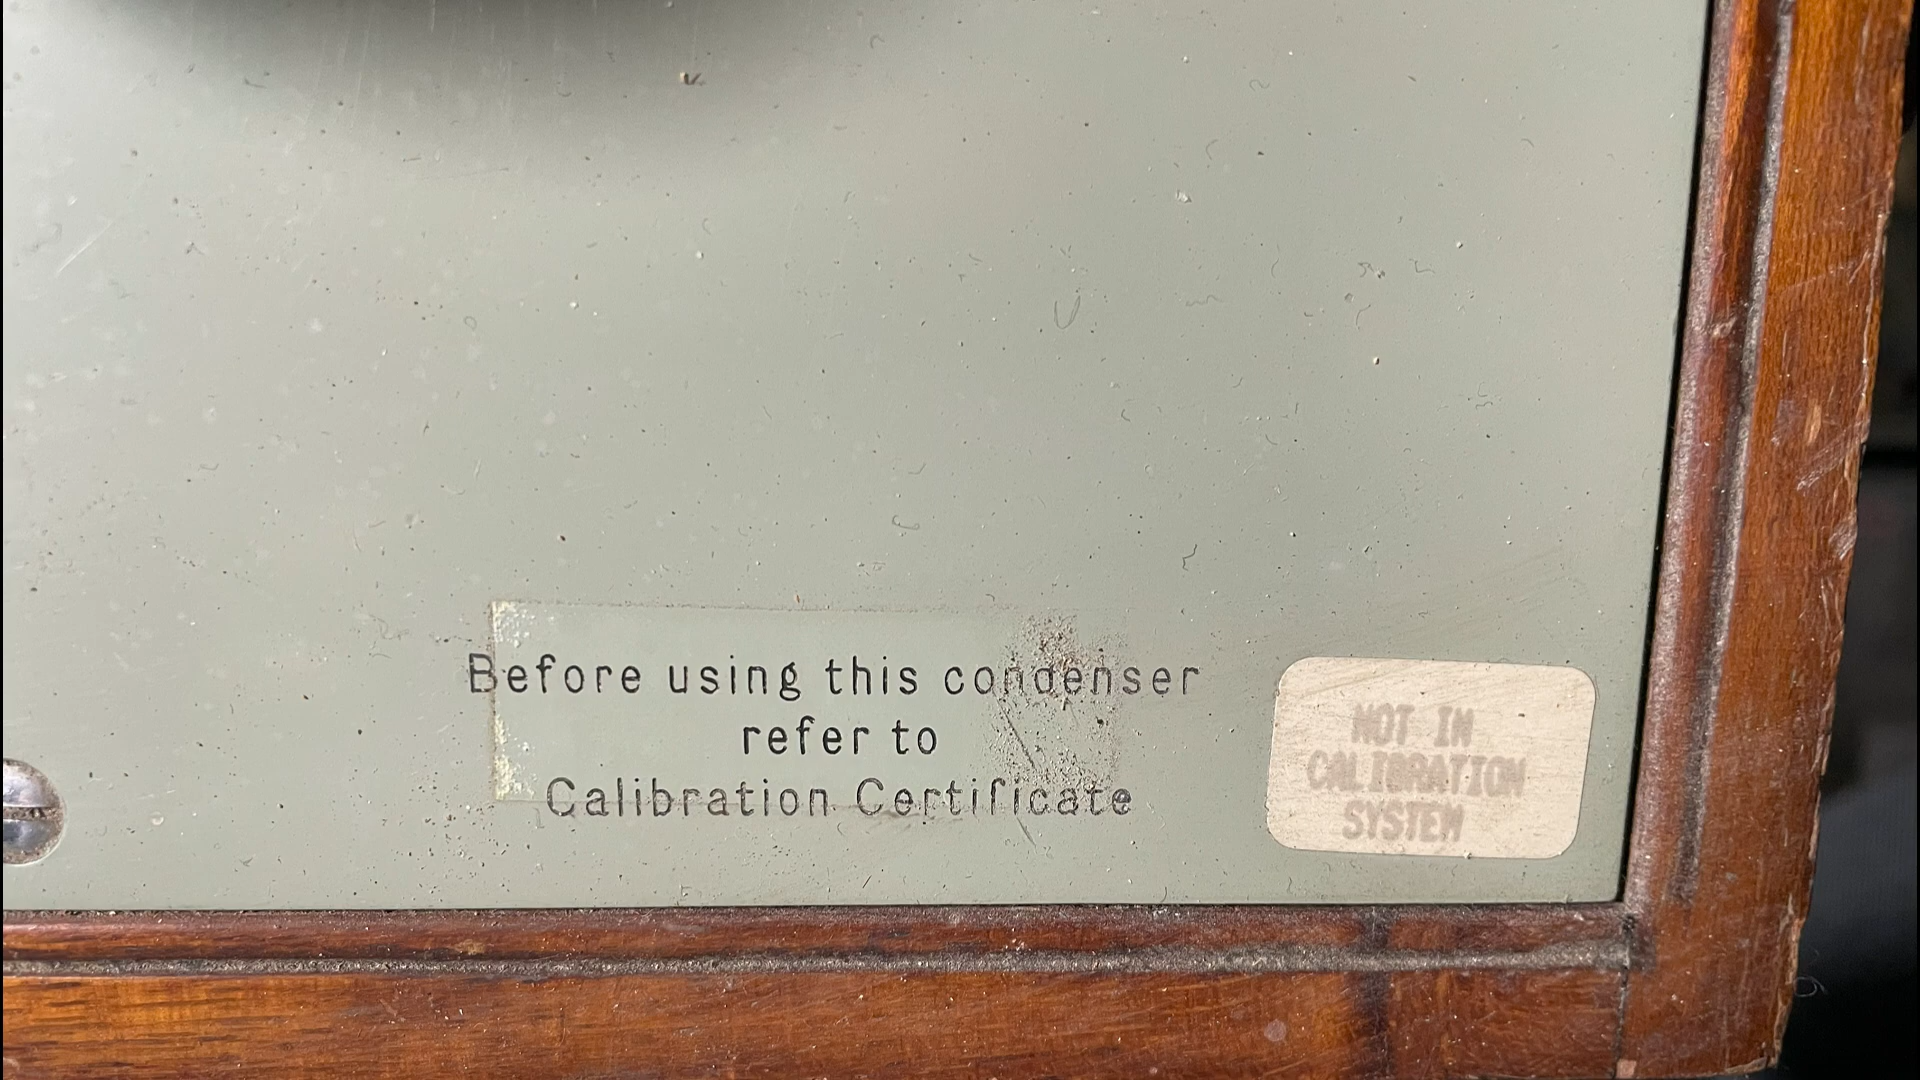 Before using this condenser
refer to
Calibration Certificate
NOT IN
CALIBRATION
SYSTEM